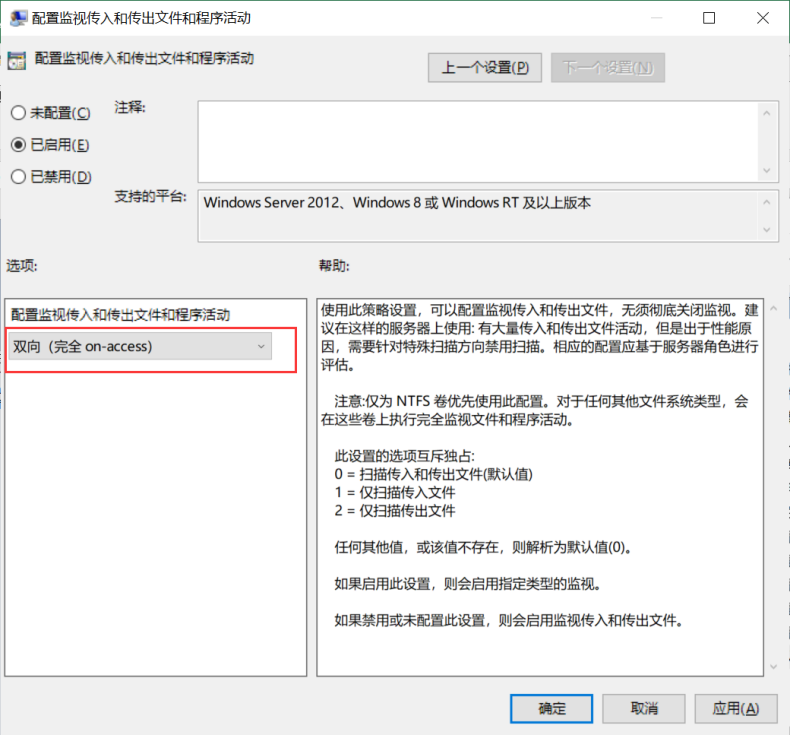 配置监视传入和传出文件和程序活动
配置监视传入和传出文件和程序活动
上一个设置(P)
下一个设置(N)
未配置(C)
已启用(E)
已禁用(D)
注释:
支持的平台:
Windows Server 2012、Windows 8 或 Windows RT 及以上版本
选项:
帮助:
配置监视传入和传出文件和程序活动
双向（完全 on-access）
使用此策略设置，可以配置监视传入和传出文件，无须彻底关闭监视。建
议在这样的服务器上使用: 有大量传入和传出文件活动，但是出于性能原
因，需要针对特殊扫描方向禁用扫描。相应的配置应基于服务器角色进行
评估。
注意:仅为 NTFS 卷优先使用此配置。对于任何其他文件系统类型，会
在这些卷上执行完全监视文件和程序活动。
此设置的选项互斥独占:
0 = 扫描传入和传出文件(默认值)
1 = 仅扫描传入文件
2 = 仅扫描传出文件
任何其他值，或该值不存在，则解析为默认值(0)。
如果启用此设置，则会启用指定类型的监视。
如果禁用或未配置此设置，则会启用监视传入和传出文件。
确定
取消
应用(A)